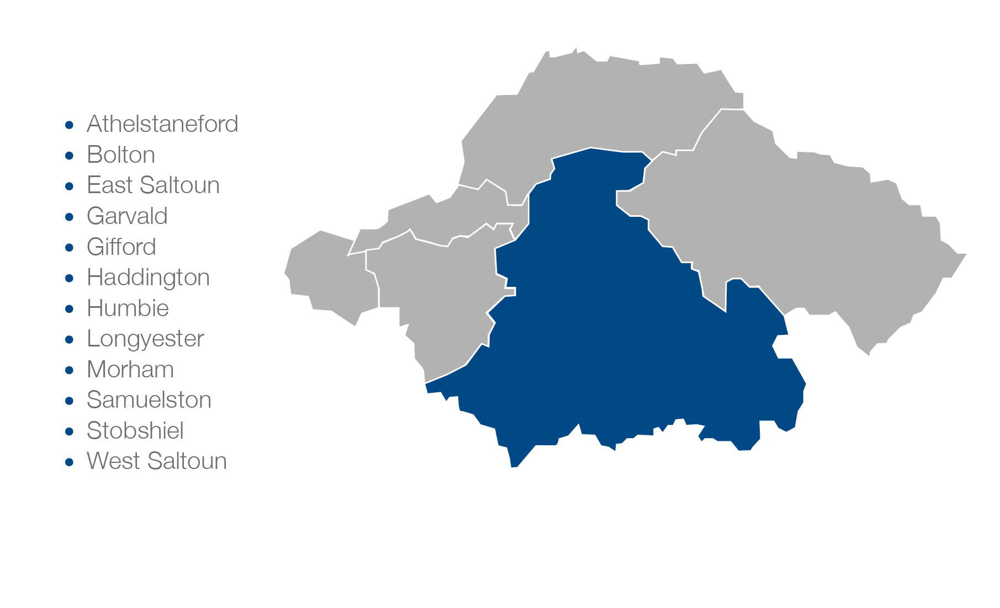 • Athelstaneford
• Bolton
• East Saltoun
• Garvald
• Gifford
• Haddington
• Humbie
• Longyester
• Morham
• Samuelston
• Stobshiel
• West Saltoun